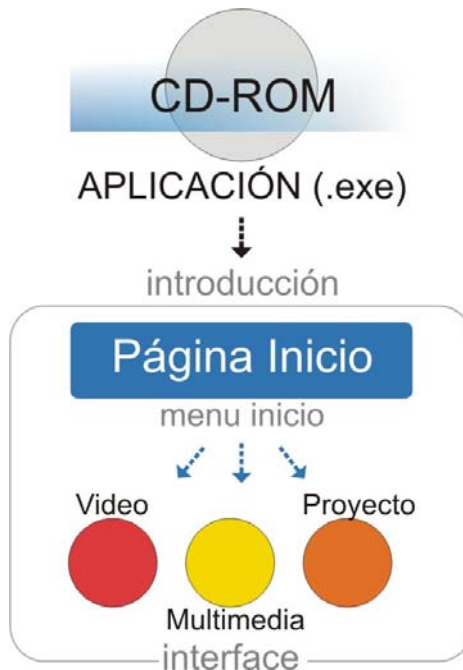 CD-ROM
APLICACIÓN (.exe)
introducción
Página Inicio
menu inicio
Video
Proyecto
Multimedia
interface